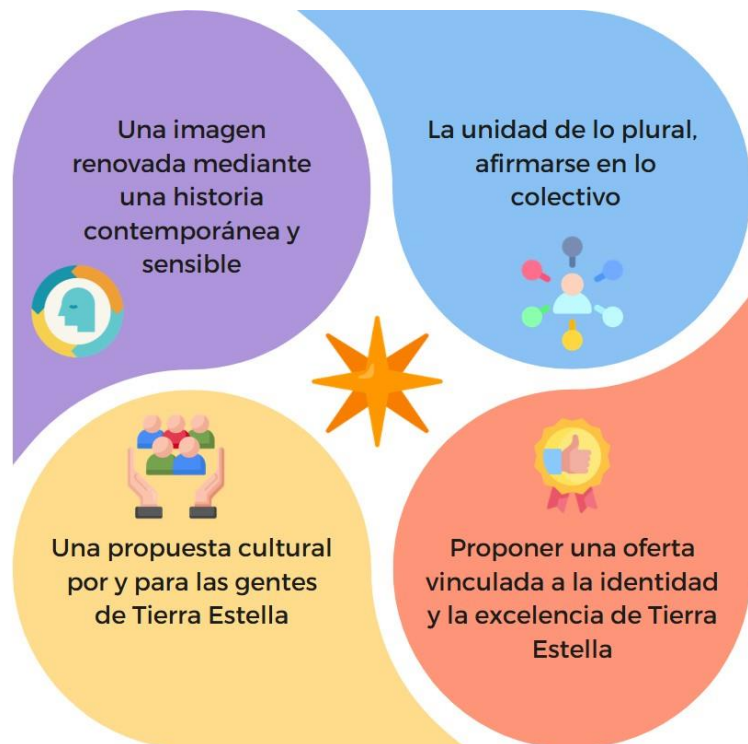 Una imagen
renovada mediante
una historia
contemporánea y
sensible
La unidad de lo plural,
afirmarse en lo
colectivo
Una propuesta cultural
por y para las gentes
de Tierra Estella
Proponer una oferta
vinculada a la identidad
y la excelencia de Tierra
Estella